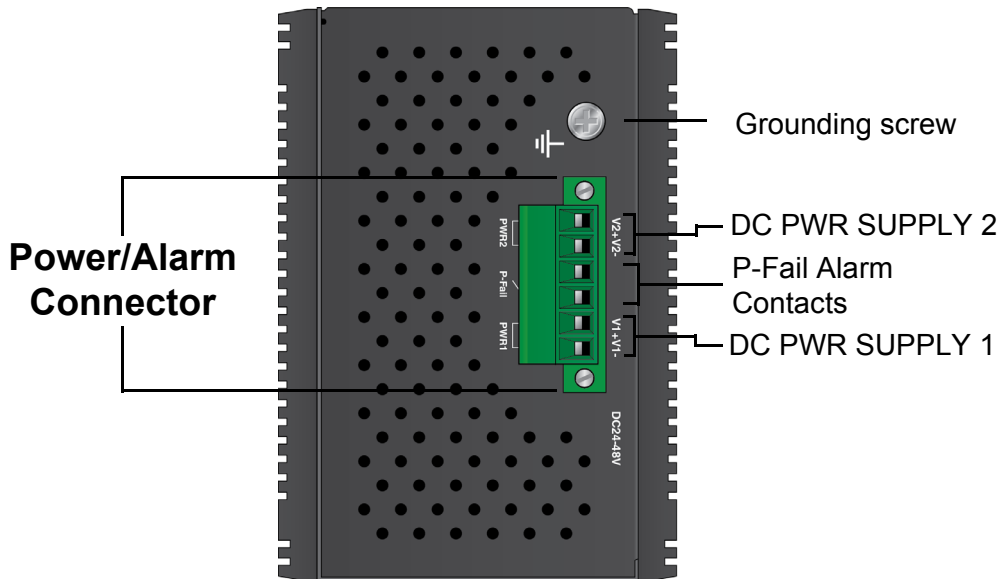 Grounding screw
Power/Alarm
Connector
DC PWR SUPPLY 2
P-Fail Alarm
Contacts
DC PWR SUPPLY 1
PWR2
P-Fail
PWR1
V2+V2-
V1+V1-
DC24-48V